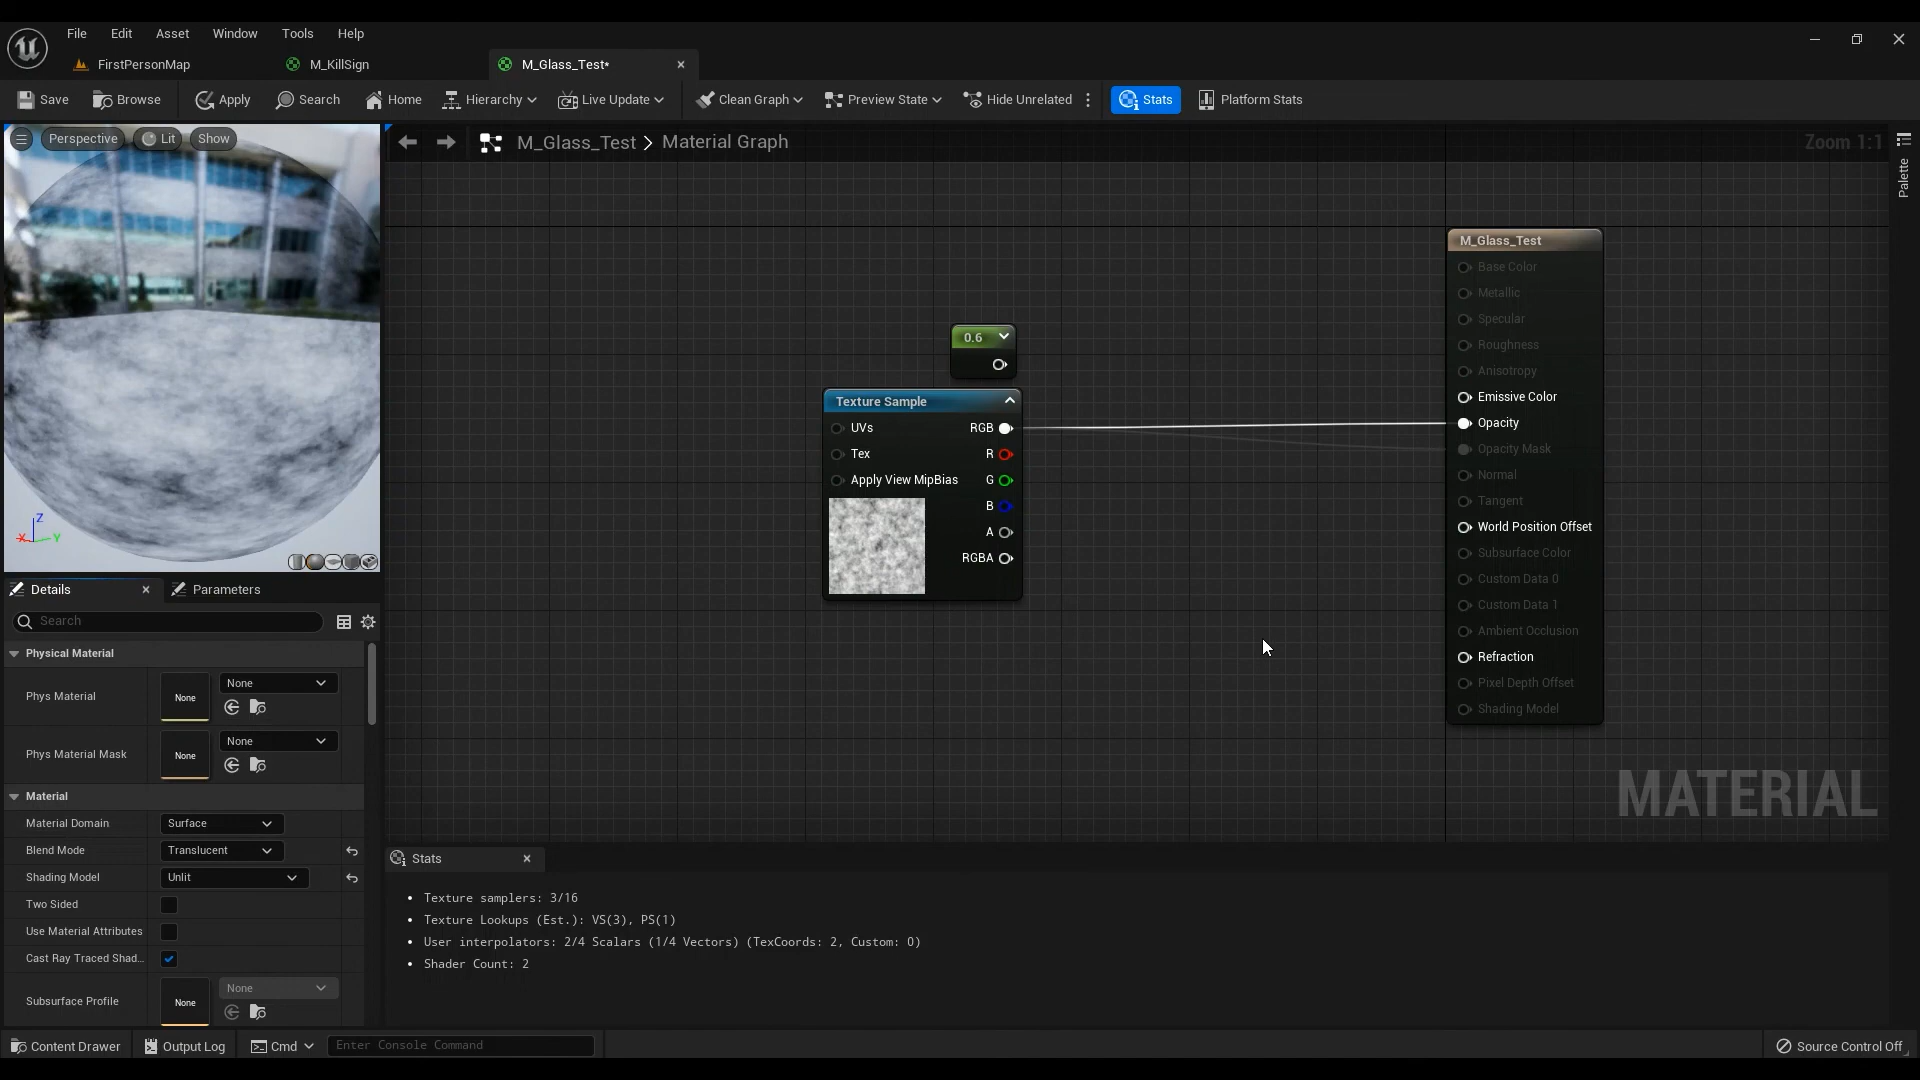 File Edit Asset Window Tools Help
FirstPersonMap M_KillSign M_Glass_Test*
Save Browse Apply Search Home Hierarchy Live Update Clean Graph Preview State Hide Unrelated Stats Platform Stats
Perspective Lit Show
M_Glass_Test > Material Graph
Zoom 1:1
Palette
M_Glass_Test
Base Color
Metallic
Specular
Roughness
Anisotropy
Emissive Color
Opacity
Opacity Mask
Normal
Tangent
World Position Offset
Subsurface Color
Custom Data 0
Custom Data 1
Ambient Occlusion
Refraction
Pixel Depth Offset
Shading Model
0.6
Texture Sample
UVs RGB
Tex R
Apply View MipBias G
B
A
RGBA
MATERIAL
Z
X Y
Details Parameters
Search
Physical Material
Phys Material None None
Phys Material Mask None None
Material
Material Domain Surface
Blend Mode Translucent
Shading Model Unlit
Two Sided
Use Material Attributes
Cast Ray Traced Shad...
Subsurface Profile None None
Stats
• Texture samplers: 3/16
• Texture Lookups (Est.): VS(3), PS(1)
• User interpolators: 2/4 Scalars (1/4 Vectors) (TexCoords: 2, Custom: 0)
• Shader Count: 2
Content Drawer Output Log Cmd Enter Console Command Source Control Off